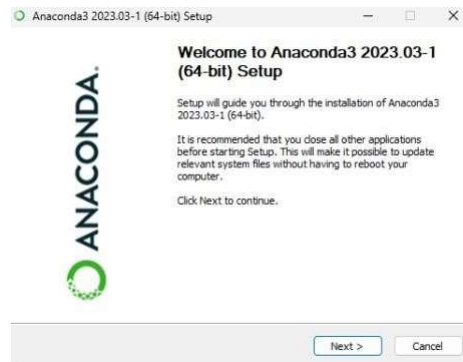 Anaconda3 2023.03-1 (64-bit) Setup
Welcome to Anaconda3 2023.03-1
(64-bit) Setup
Setup will guide you through the installation of Anaconda3
2023.03-1 (64-bit).
It is recommended that you close all other applications
before starting Setup. This will make it possible to update
relevant system files without having to reboot your
computer.
Click Next to continue.
ANACONDA.
Next >
Cancel